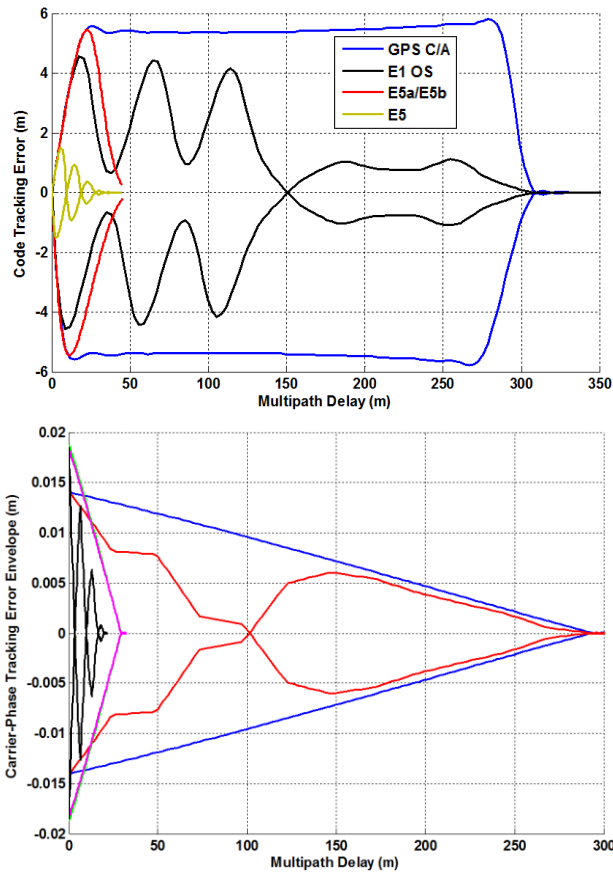 6
4
2
0
-2
-4
-6
Code Tracking Error (m)
GPS C/A
E1 OS
E5a/E5b
E5
0 50 100 150 200 250 300 350
Multipath Delay (m)
0.02
0.015
0.01
0.005
0
-0.005
-0.01
-0.015
-0.02
Carrier-Phase Tracking Error Envelope (m)
0 50 100 150 200 250 300
Multipath Delay (m)